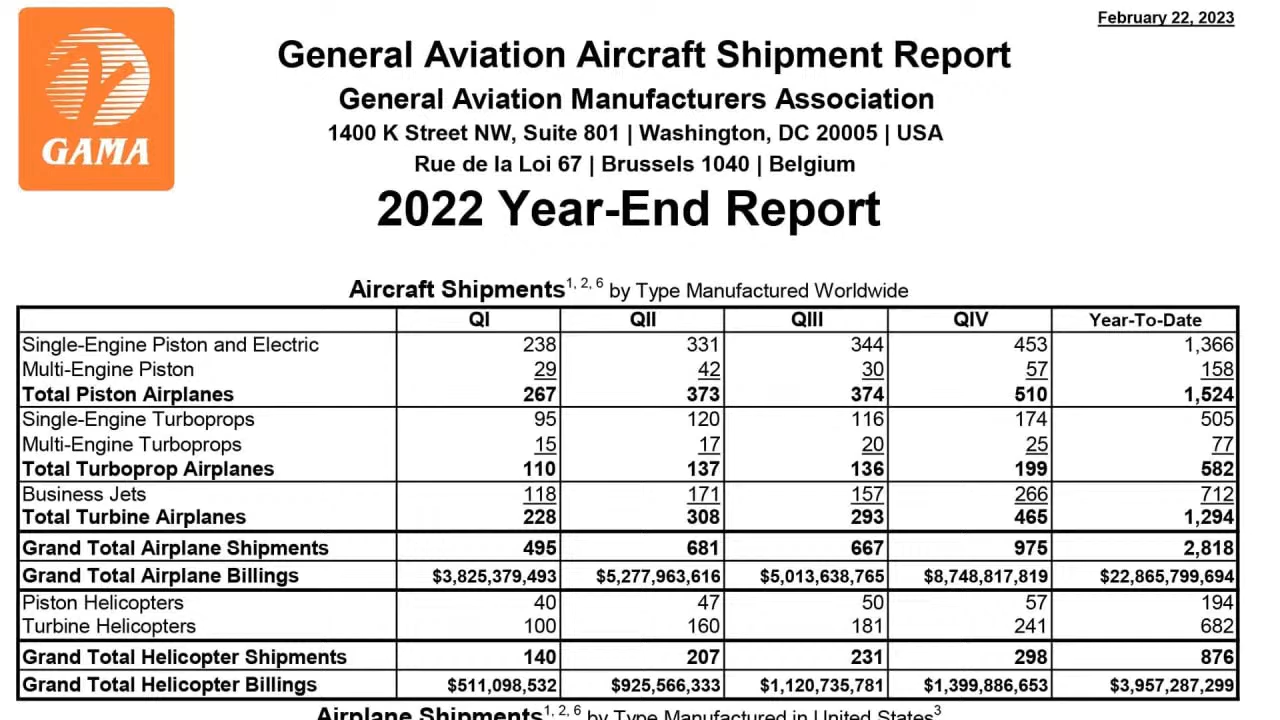 February 22, 2023
GAMA
General Aviation Aircraft Shipment Report
General Aviation Manufacturers Association
1400 K Street NW, Suite 801 | Washington, DC 20005 | USA
Rue de la Loi 67 | Brussels 1040 | Belgium
2022 Year-End Report
Aircraft Shipments1, 2, 6 by Type Manufactured Worldwide
QI QII QIII QIV Year-To-Date
Single-Engine Piston and Electric 238 331 344 453 1,366
Multi-Engine Piston 29 42 30 57 158
Total Piston Airplanes 267 373 374 510 1,524
Single-Engine Turboprops 95 120 116 174 505
Multi-Engine Turboprops 15 17 20 25 77
Total Turboprop Airplanes 110 137 136 199 582
Business Jets 118 171 157 266 712
Total Turbine Airplanes 228 308 293 465 1,294
Grand Total Airplane Shipments 495 681 667 975 2,818
Grand Total Airplane Billings $3,825,379,493 $5,277,963,616 $5,013,638,765 $8,748,817,819 $22,865,799,694
Piston Helicopters 40 47 50 57 194
Turbine Helicopters 100 160 181 241 682
Grand Total Helicopter Shipments 140 207 231 298 876
Grand Total Helicopter Billings $511,098,532 $925,566,333 $1,120,735,781 $1,399,886,653 $3,957,287,299
Airplane Shipments1, 2, 6 by Type Manufactured in United States3